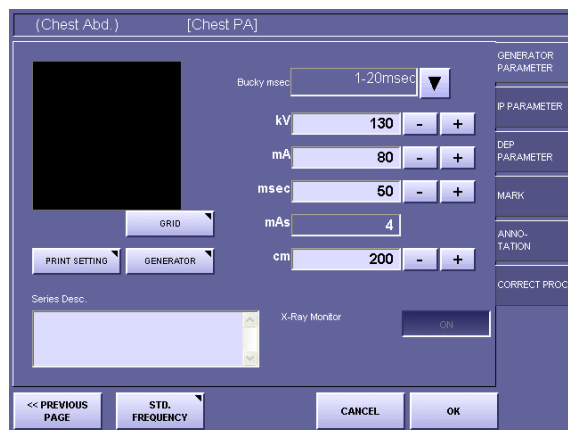 (Chest Abd.) [Chest PA]
GENERATOR
PARAMETER
Bucky msec 1-20msec
IP PARAMETER
kV 130 - +
DEP
PARAMETER
mA 80 - +
msec 50 - +
MARK
GRID
mAs 4
ANNO-
TATION
PRINT SETTING GENERATOR
cm 200 - +
CORRECT PROC
Series Desc.
X-Ray Monitor ON
<< PREVIOUS
PAGE
STD.
FREQUENCY
CANCEL
OK